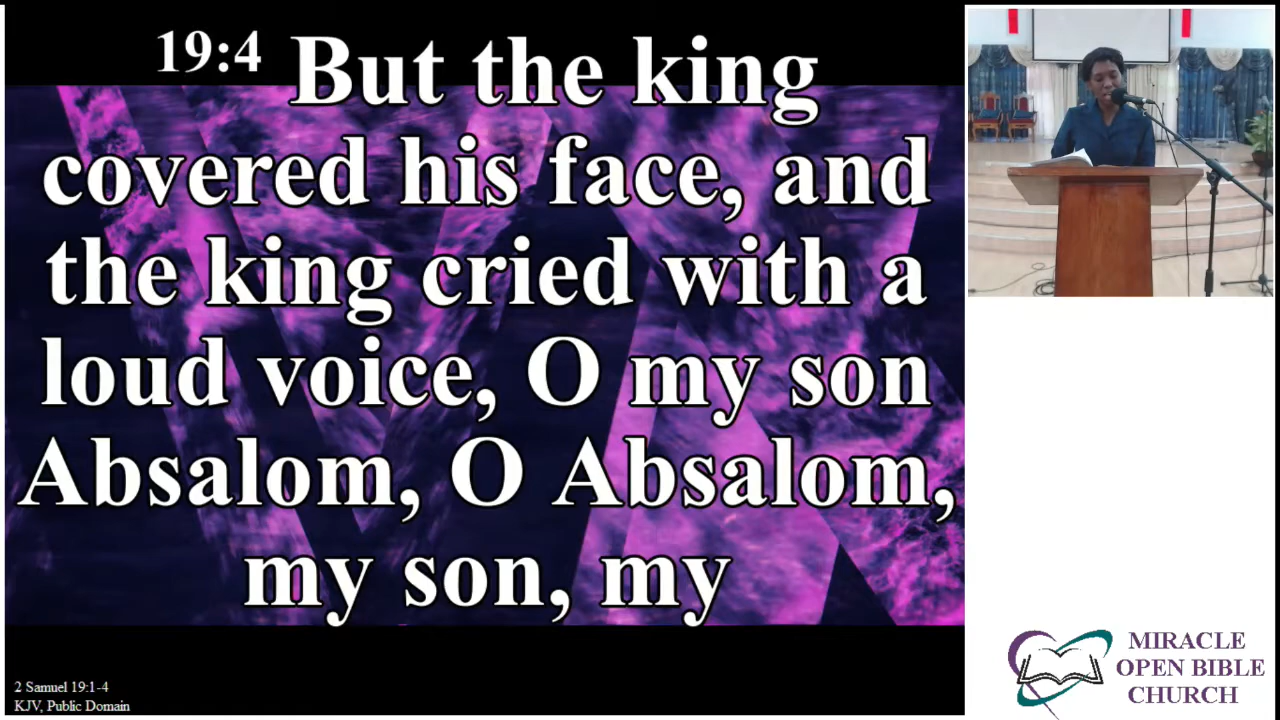 19:4 But the king
covered his face, and
the king cried with a
loud voice, O my son
Absalom, O Absalom,
my son, my
2 Samuel 19:1-4
KJV, Public Domain
MIRACLE
OPEN BIBLE
CHURCH